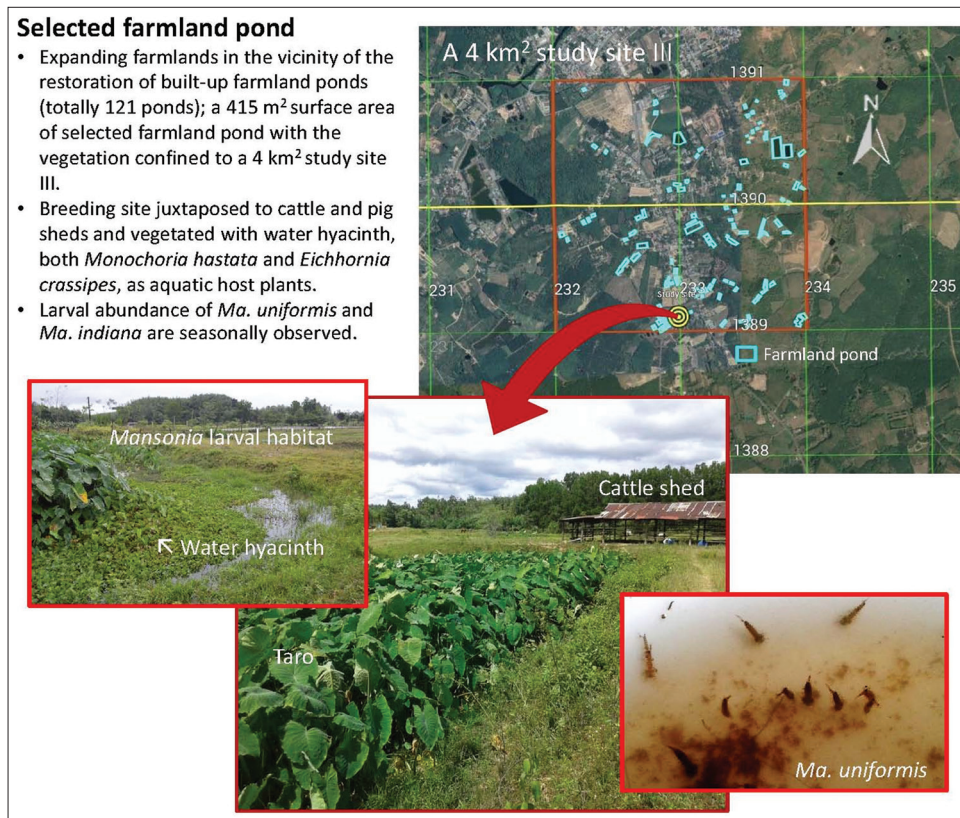 Selected farmland pond
• Expanding farmlands in the vicinity of the
restoration of built-up farmland ponds
(totally 121 ponds); a 415 m² surface area
of selected farmland pond with the
vegetation confined to a 4 km² study site
III.
• Breeding site juxtaposed to cattle and pig
sheds and vegetated with water hyacinth,
both Monochoria hastata and Eichhornia
crassipes, as aquatic host plants.
• Larval abundance of Ma. uniformis and
Ma. indiana are seasonally observed.
A 4 km² study site III
1391
N
1390
231
232
233
234
235
Study site
1389
Farmland pond
1388
Mansonia larval habitat
Water hyacinth
Cattle shed
Taro
Ma. uniformis